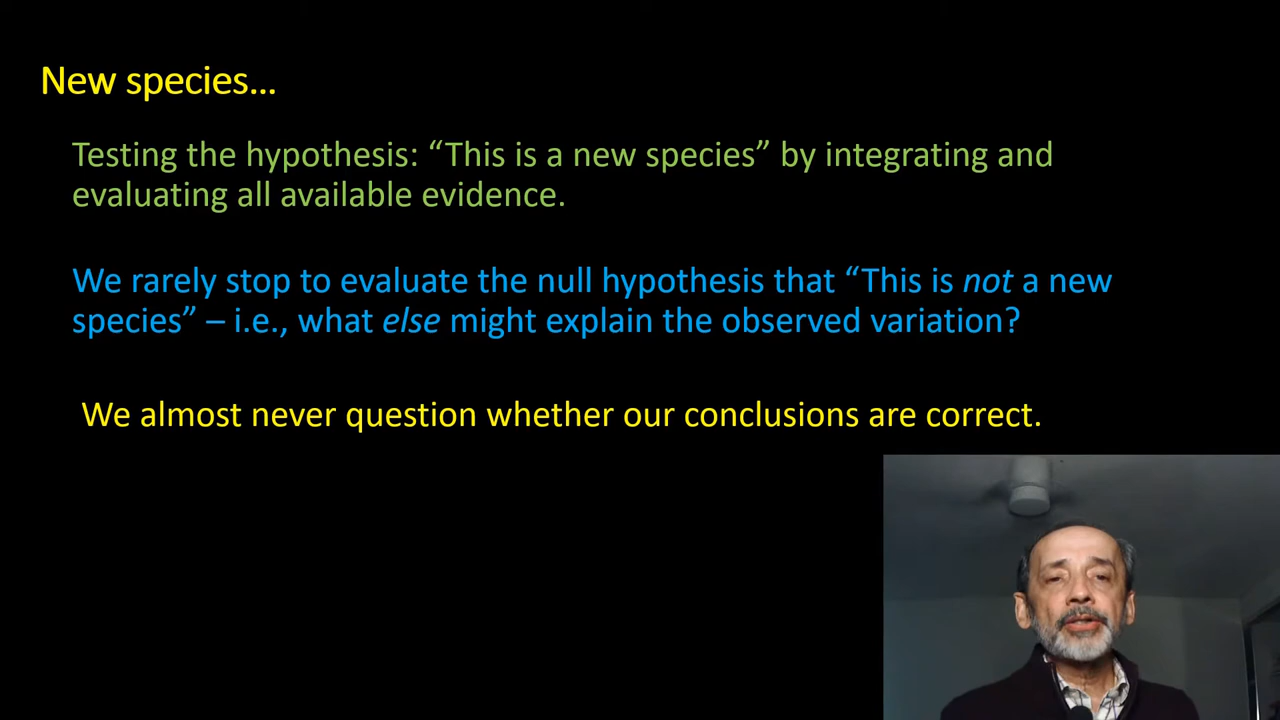 New species…
Testing the hypothesis: “This is a new species” by integrating and
evaluating all available evidence.
We rarely stop to evaluate the null hypothesis that “This is not a new
species” – i.e., what else might explain the observed variation?
We almost never question whether our conclusions are correct.